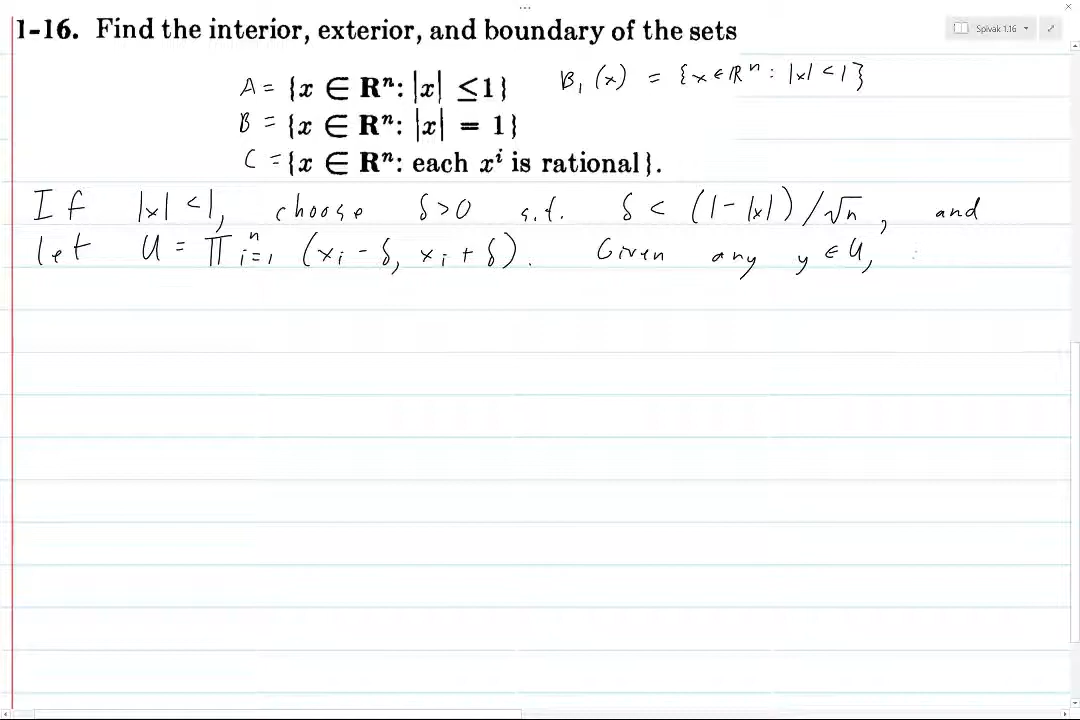 Spivak 1.16
1-16. Find the interior, exterior, and boundary of the sets
A = {x ∈ Rⁿ: |x| ≤1} B₁(x) = {x ∈ ℝⁿ : |x| < 1}
B = {x ∈ Rⁿ: |x| = 1}
C = {x ∈ Rⁿ: each xⁱ is rational}.
If |x| < 1, choose δ > 0 s.t. δ < (1 - |x|) / √n, and
let U = ∏ⁿᵢ₌₁ (xᵢ - δ, xᵢ + δ). Given any y ∈ U,